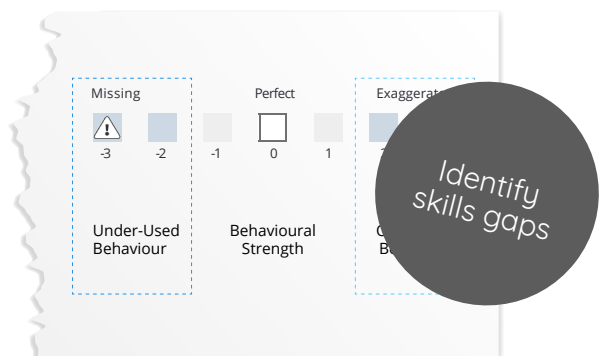 Missing Perfect
-3 -2 -1 0 1
Under-Used Behavioural
Behaviour Strength
Identify
skills gaps